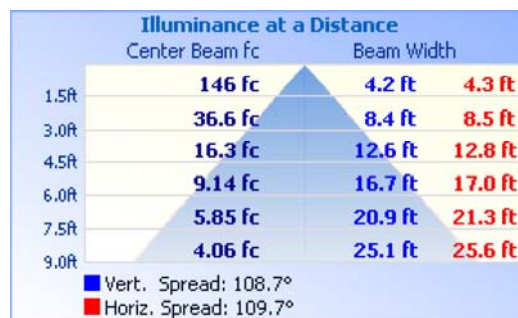 Illuminance at a Distance
Center Beam fc Beam Width
1.5ft 146 fc 4.2 ft 4.3 ft
3.0ft 36.6 fc 8.4 ft 8.5 ft
4.5ft 16.3 fc 12.6 ft 12.8 ft
6.0ft 9.14 fc 16.7 ft 17.0 ft
7.5ft 5.85 fc 20.9 ft 21.3 ft
9.0ft 4.06 fc 25.1 ft 25.6 ft
Vert. Spread: 108.7°
Horiz. Spread: 109.7°